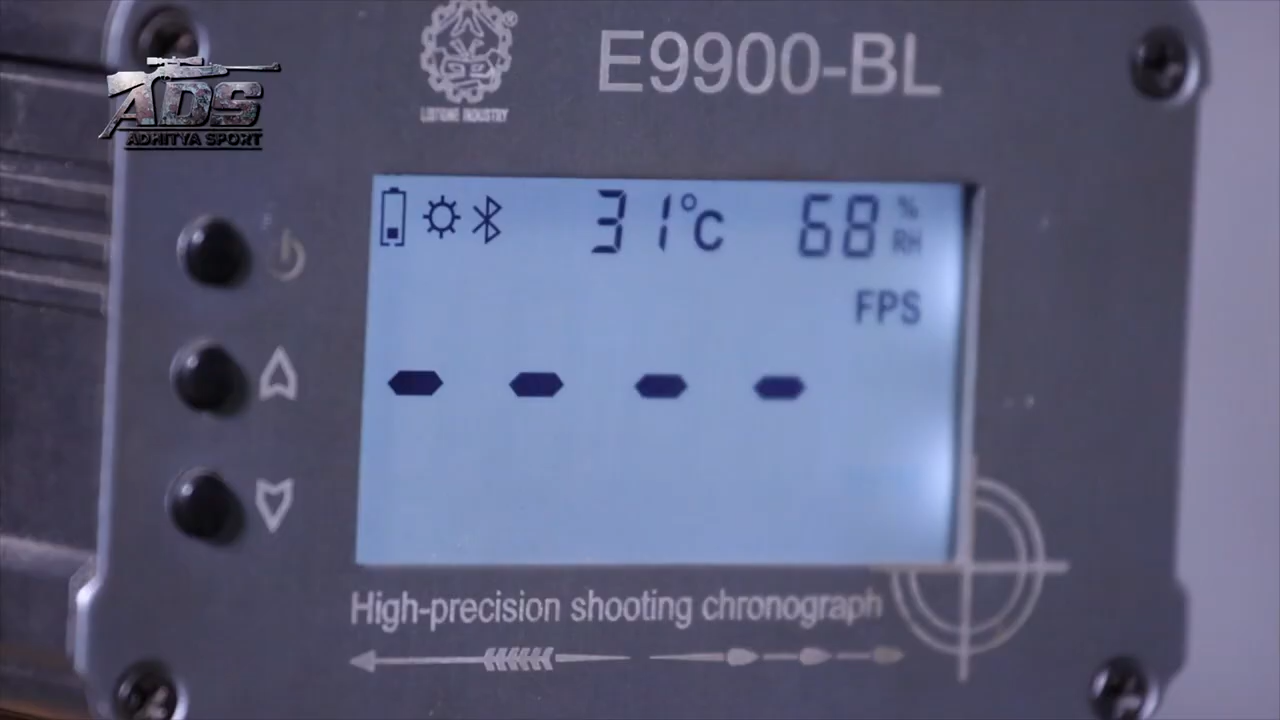 E9900-BL
ADS
ADHITYA SPORT
31°C 68 % RH
FPS
- - - -
High-precision shooting chronograph